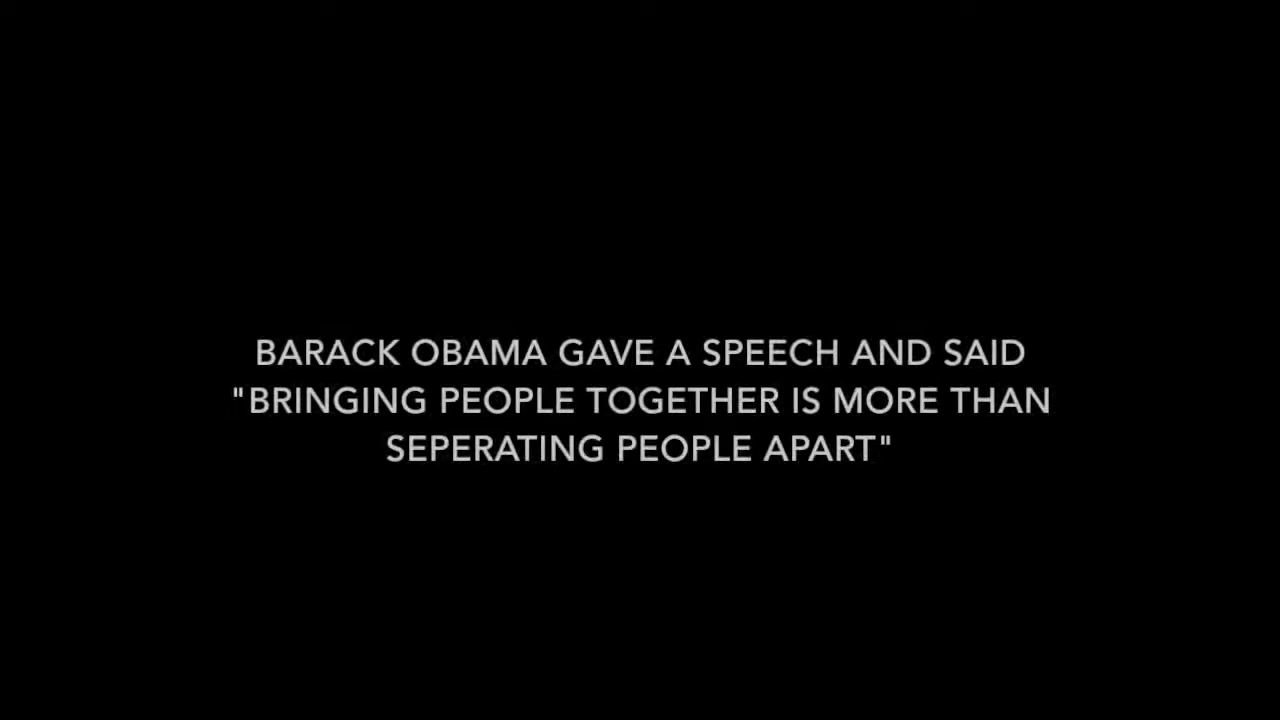 BARACK OBAMA GAVE A SPEECH AND SAID
"BRINGING PEOPLE TOGETHER IS MORE THAN
SEPERATING PEOPLE APART"